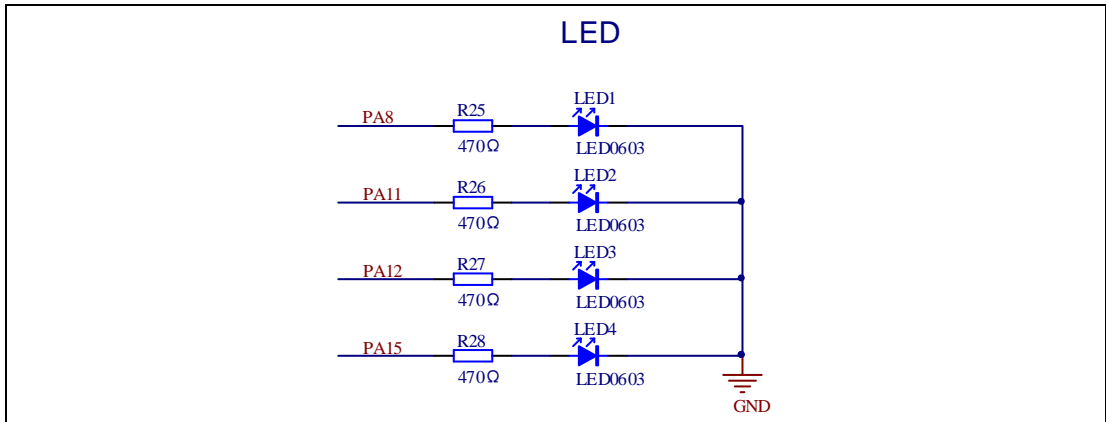 LED
LED1
PA8
R25
470Ω
LED0603
LED2
PA11
R26
470Ω
LED0603
LED3
PA12
R27
470Ω
LED0603
LED4
PA15
R28
470Ω
LED0603
GND